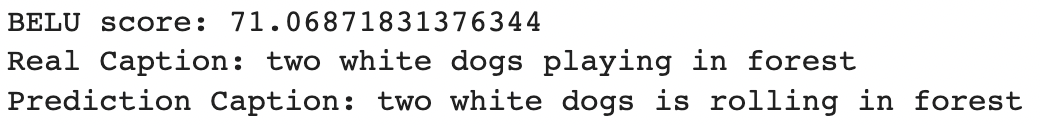 BELU score: 71.06871831376344
Real Caption: two white dogs playing in forest
Prediction Caption: two white dogs is rolling in forest